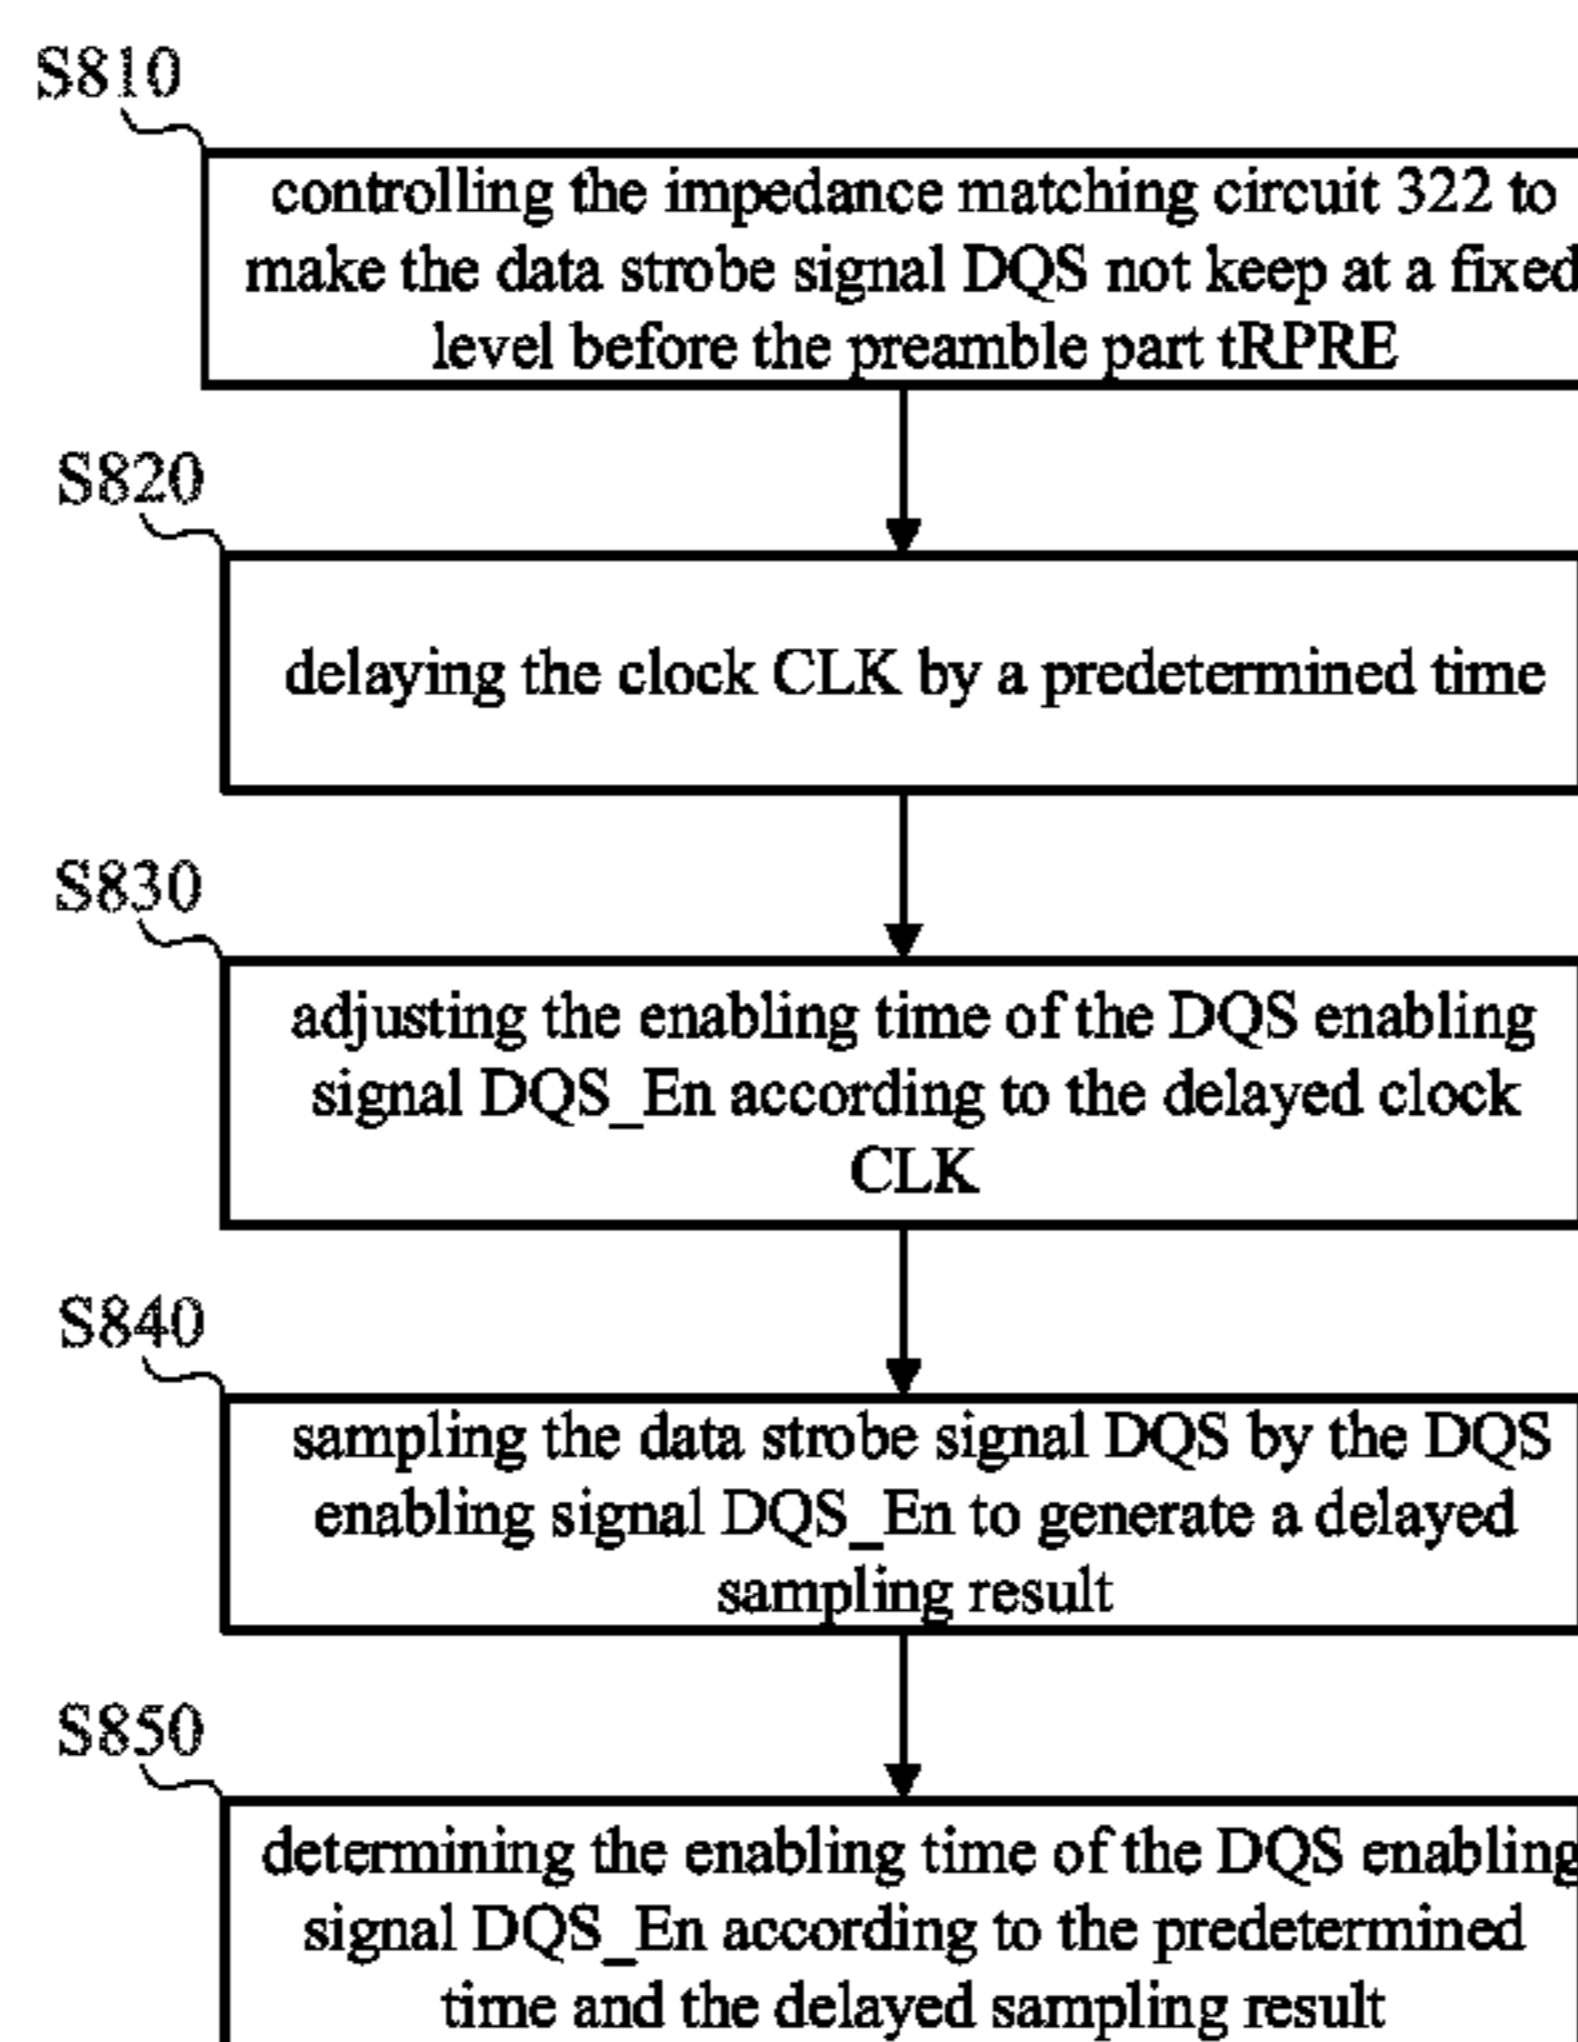 S810
controlling the impedance matching circuit 322 to
make the data strobe signal DQS not keep at a fixed
level before the preamble part tRPRE
S820
delaying the clock CLK by a predetermined time
S830
adjusting the enabling time of the DQS enabling
signal DQS_En according to the delayed clock
CLK
S840
sampling the data strobe signal DQS by the DQS
enabling signal DQS_En to generate a delayed
sampling result
S850
determining the enabling time of the DQS enabling
signal DQS_En according to the predetermined
time and the delayed sampling result